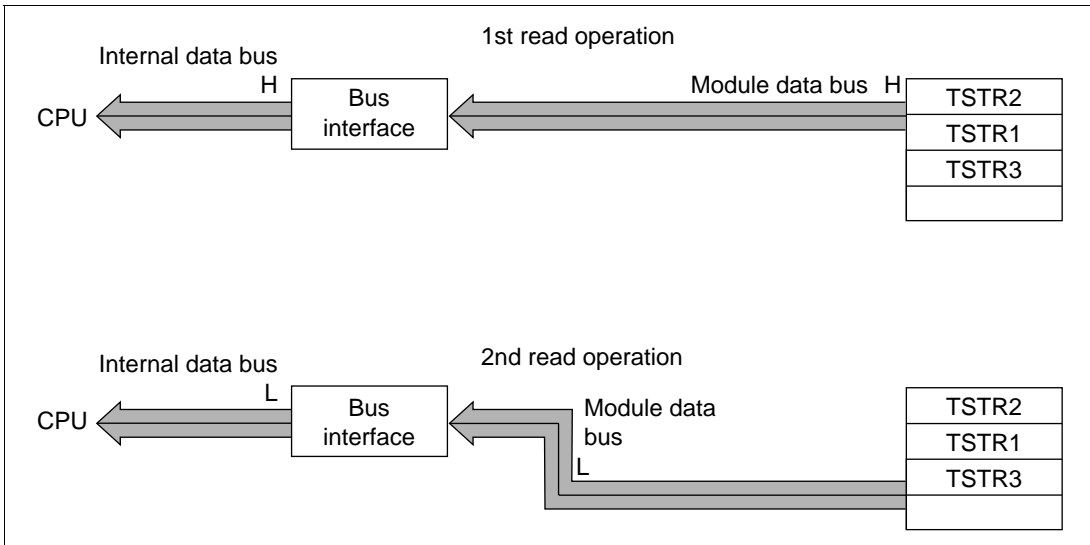 1st read operation
Internal data bus
H
CPU
Bus
interface
Module data bus H
TSTR2
TSTR1
TSTR3
2nd read operation
Internal data bus
L
CPU
Bus
interface
Module data
bus
L
TSTR2
TSTR1
TSTR3